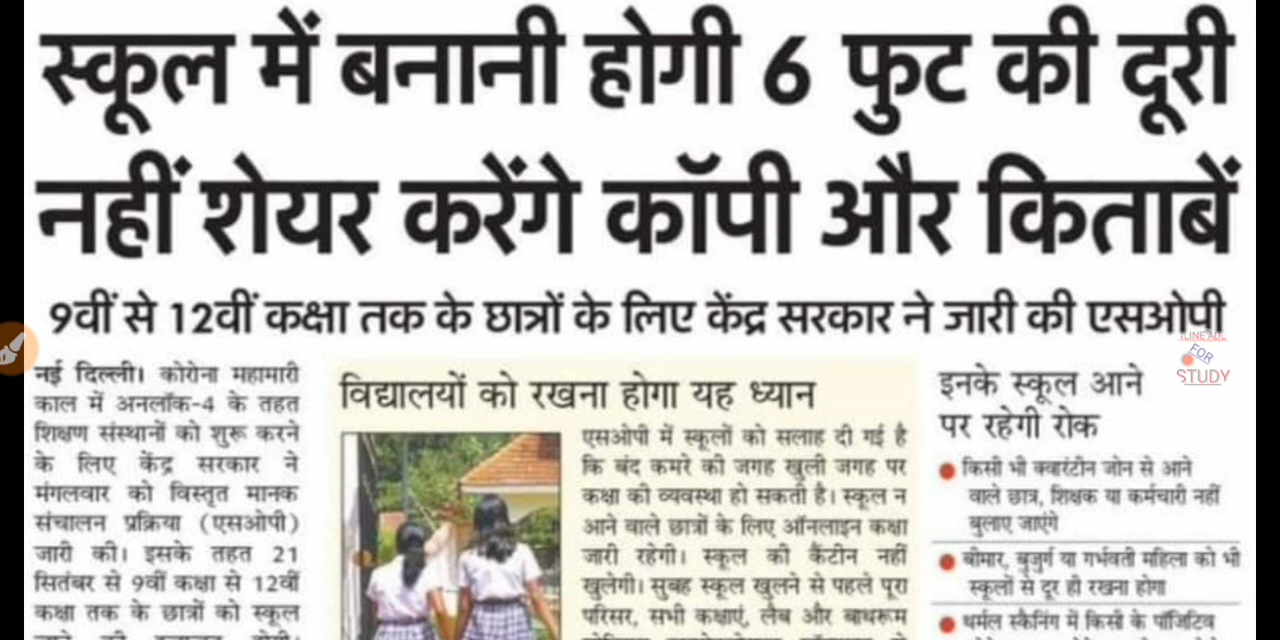 स्कूल में बनानी होगी 6 फुट की दूरी
नहीं शेयर करेंगे कॉपी और किताबें
9वीं से 12वीं कक्षा तक के छात्रों के लिए केंद्र सरकार ने जारी की एसओपी
नई दिल्ली। कोरोना महामारी
काल में अनलॉक-4 के तहत
शिक्षण संस्थानों को शुरू करने
के लिए केंद्र सरकार ने
मंगलवार को विस्तृत मानक
संचालन प्रक्रिया (एसओपी)
जारी की। इसके तहत 21
सितंबर से 9वीं कक्षा से 12वीं
कक्षा तक के छात्रों को स्कूल
विद्यालयों को रखना होगा यह ध्यान
एसओपी में स्कूलों को सलाह दी गई है
कि बंद कमरे की जगह खुली जगह पर
कक्षा की व्यवस्था हो सकती है। स्कूल न
आने वाले छात्रों के लिए ऑनलाइन कक्षा
जारी रहेगी। स्कूल की कैंटीन नहीं
खुलेगी। सुबह स्कूल खुलने से पहले पूरा
परिसर, सभी कक्षाएं, लैब और बाथरूम
इनके स्कूल आने
पर रहेगी रोक
किसी भी क्वारंटीन जोन से आने
वाले छात्र, शिक्षक या कर्मचारी नहीं
बुलाए जाएंगे
बीमार, बुजुर्ग या गर्भवती महिला को भी
स्कूलों से दूर ही रखना होगा
थर्मल स्कैनिंग में किसी के पॉजिटिव
FOR
STUDY